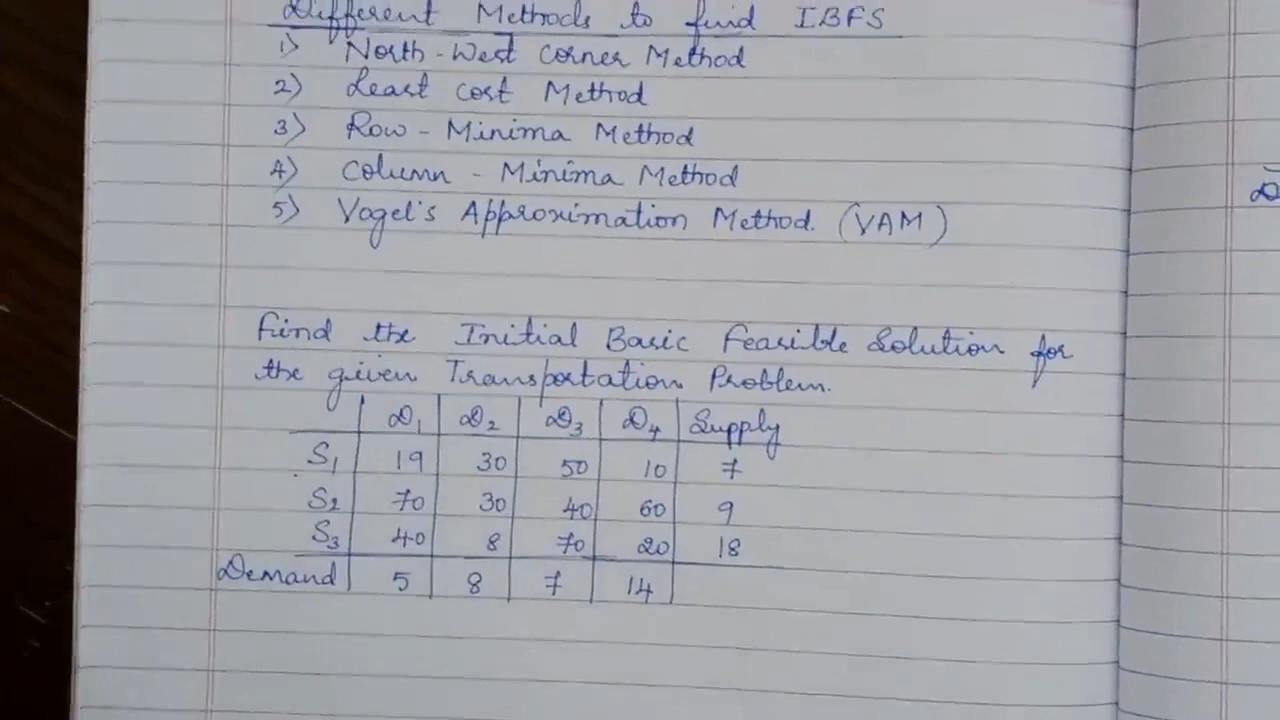 Different Methods to find IBFS
1) North-West Corner Method
2) Least Cost Method
3) Row - Minima Method
4) Column - Minima Method
5) Vogel's Approximation Method. (VAM)
Find the Initial Basic Feasible Solution for
the given Transportation Problem.
D1 D2 D3 D4 Supply
S1 19 30 50 10 7
S2 70 30 40 60 9
S3 40 8 70 20 18
Demand 5 8 7 14